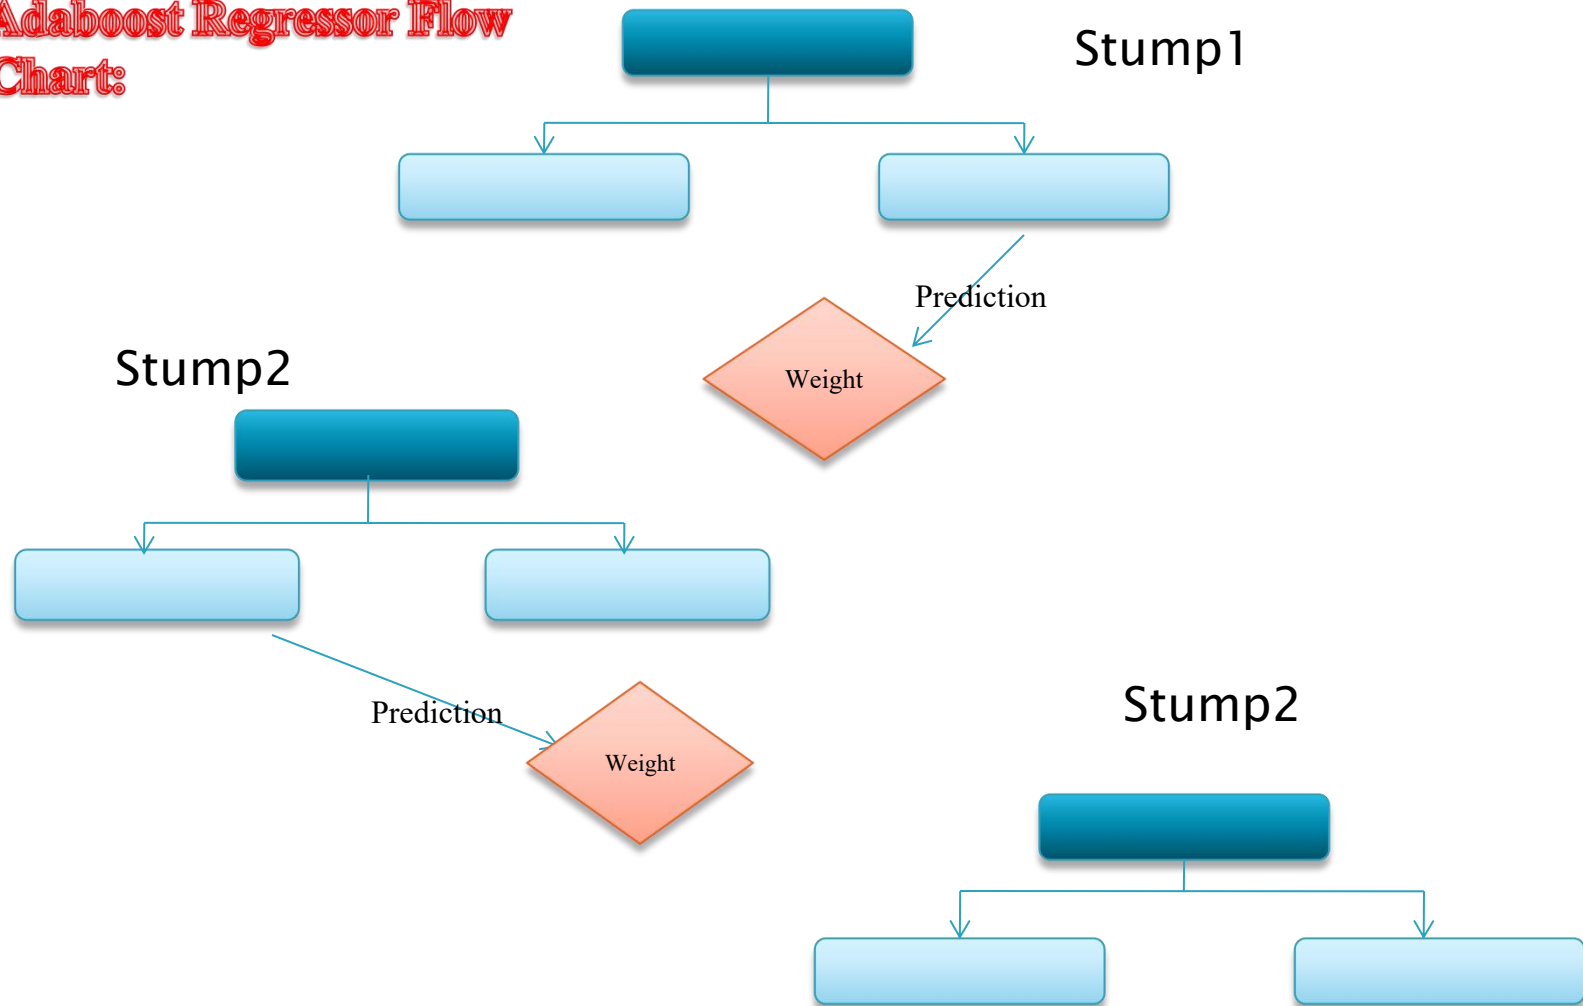 Adaboost Regressor Flow
Chart:
Stump1
Prediction
Weight
Stump2
Prediction
Weight
Stump2